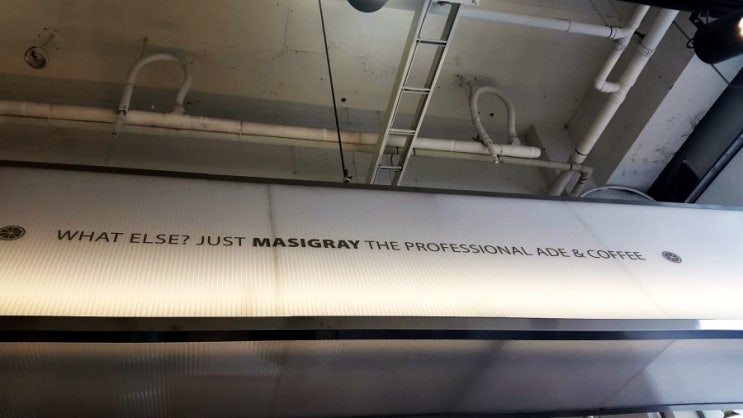 WHAT ELSE? JUST MASIGRAY THE PROFESSIONAL ADE & COFFEE